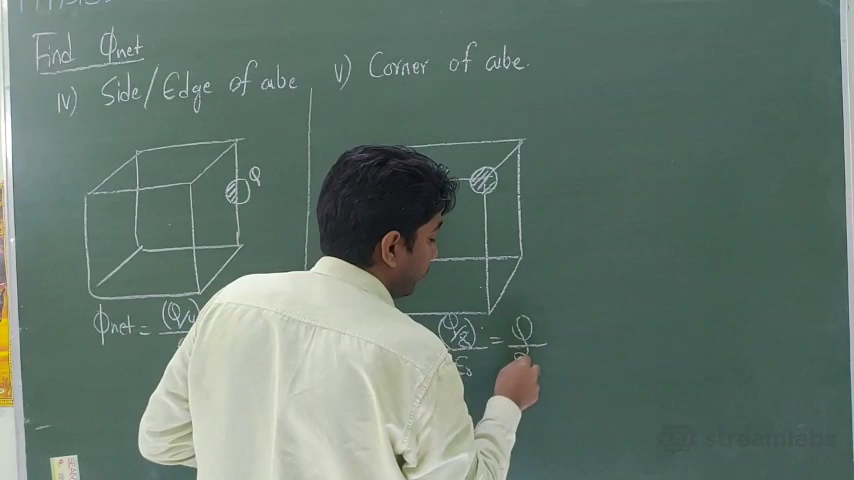 Find Φnet
IV) Side/Edge of cube
V) Corner of cube.
Q
Φnet = (Q/4)
(Q/8)/ε₀ = Q
streamlabs